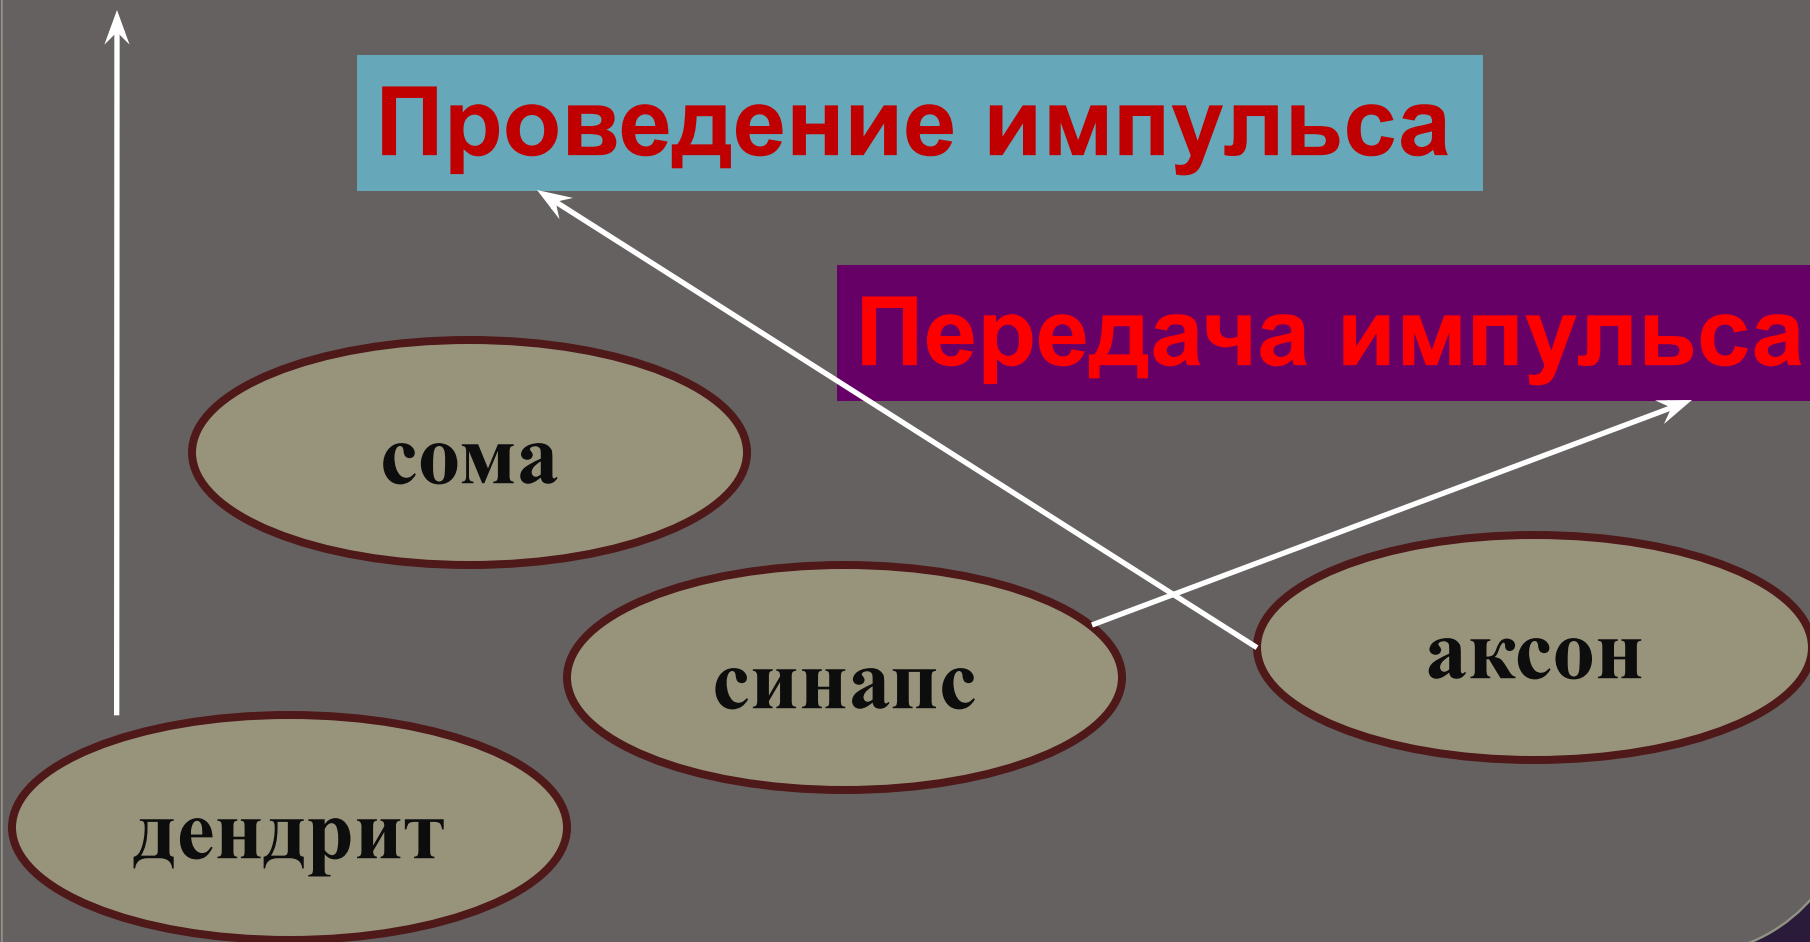 Проведение импульса
Передача импульса
сома
синапс
аксон
дендрит